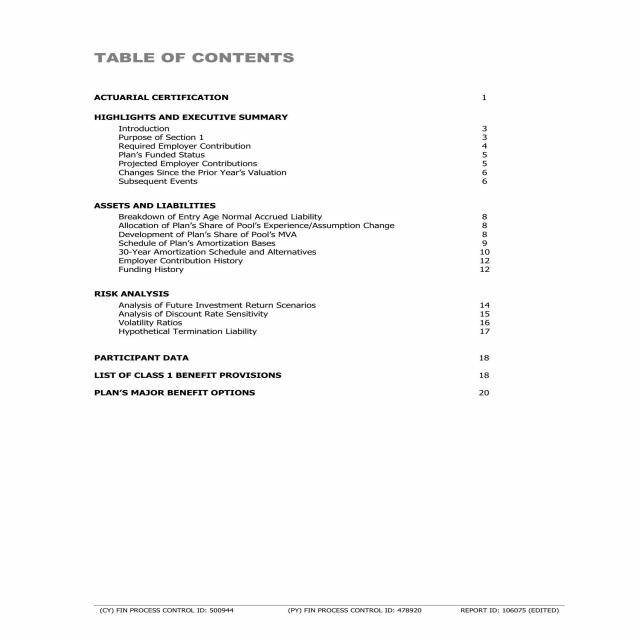 TABLE OF CONTENTS
ACTUARIAL CERTIFICATION 1
HIGHLIGHTS AND EXECUTIVE SUMMARY
Introduction 3
Purpose of Section 1 3
Required Employer Contribution 4
Plan's Funded Status 5
Projected Employer Contributions 5
Changes Since the Prior Year's Valuation 6
Subsequent Events 6
ASSETS AND LIABILITIES
Breakdown of Entry Age Normal Accrued Liability 8
Allocation of Plan's Share of Pool's Experience/Assumption Change 8
Development of Plan's Share of Pool's MVA 8
Schedule of Plan's Amortization Bases 9
30-Year Amortization Schedule and Alternatives 10
Employer Contribution History 12
Funding History 12
RISK ANALYSIS
Analysis of Future Investment Return Scenarios 14
Analysis of Discount Rate Sensitivity 15
Volatility Ratios 16
Hypothetical Termination Liability 17
PARTICIPANT DATA 18
LIST OF CLASS 1 BENEFIT PROVISIONS 18
PLAN'S MAJOR BENEFIT OPTIONS 20
(CY) FIN PROCESS CONTROL ID: 500944 (PY) FIN PROCESS CONTROL ID: 478920 REPORT ID: 106075 (EDITED)